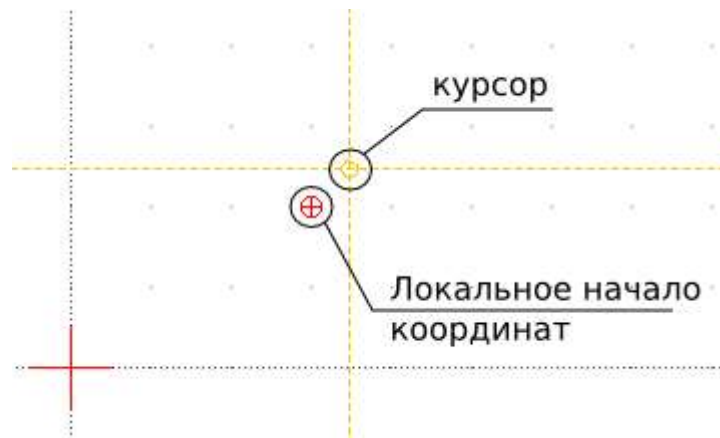 курсор
Локальное начало
координат